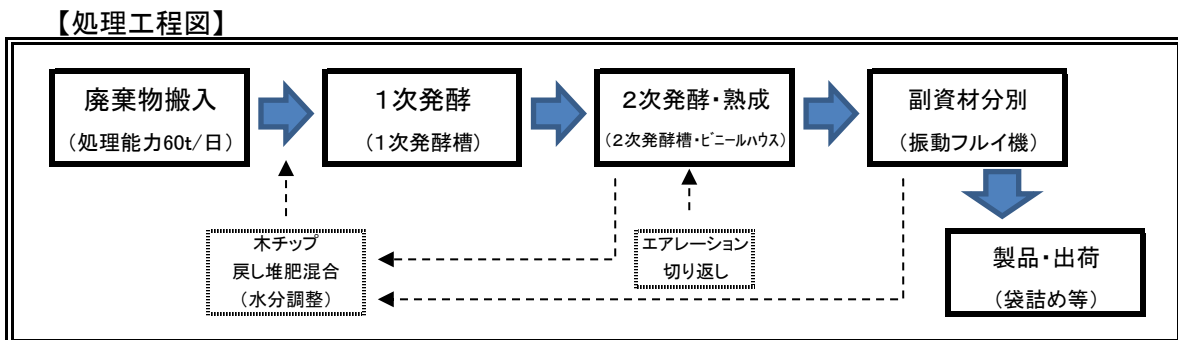 【処理工程図】
廃棄物搬入
（処理能力60t/日）
１次発酵
（１次発酵槽）
２次発酵・熟成
（２次発酵槽・ﾋﾞﾆｰﾙﾊｳｽ）
副資材分別
（振動フルイ機）
木チップ
戻し堆肥混合
（水分調整）
エアレーション
切り返し
製品・出荷
（袋詰め等）